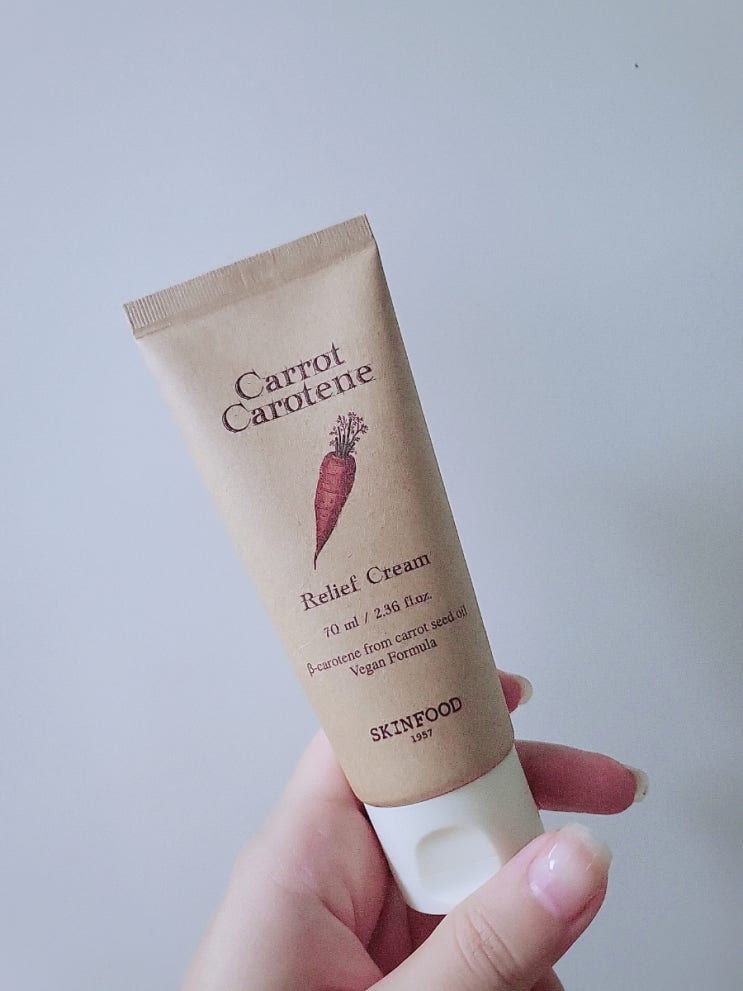 Carrot
Carotene
Relief Cream
70 ml / 2.36 fl.oz.
β-carotene from carrot seed oil
Vegan Formula
SKINFOOD
1957